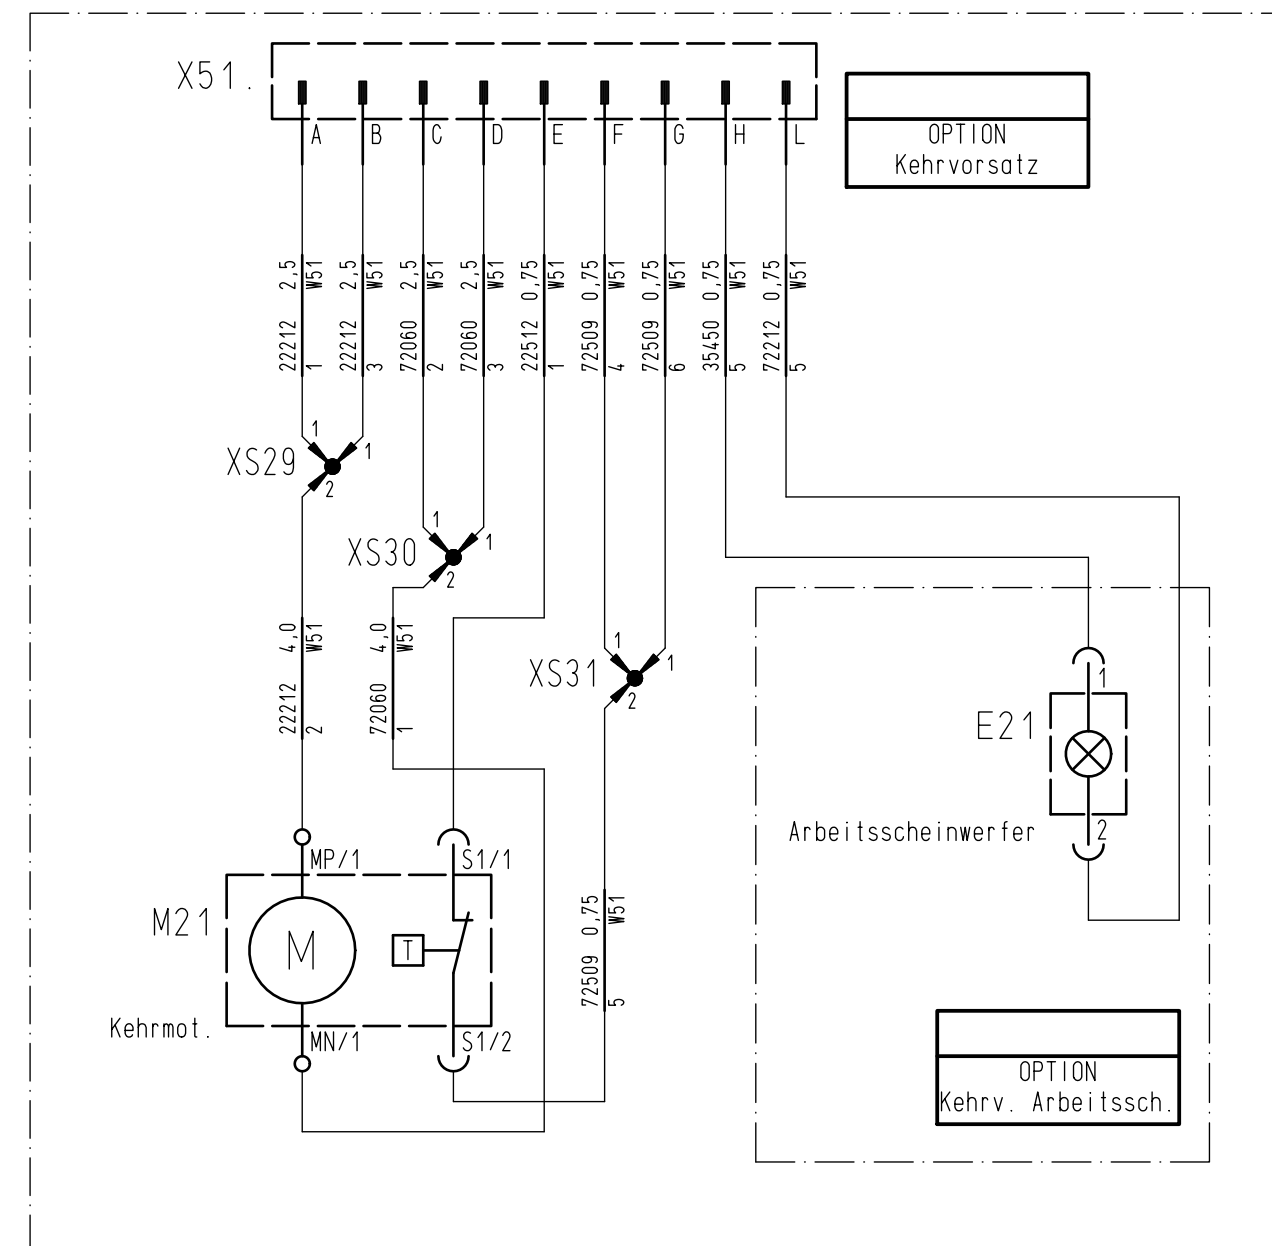 X51.
A B C D E F G H L
OPTION
Kehrvorsatz
22212 2,5 W51 1
22212 2,5 W51 3
72060 2,5 W51 2
72060 2,5 W51 3
22512 0,75 W51 1
72509 0,75 W51 4
72509 0,75 W51 6
35450 0,75 W51 5
72212 0,75 W51 5
XS29
1
1
2
XS30
1
1
2
22212 4,0 W51 2
72060 4,0 W51 1
XS31
1
1
2
E21
1
2
Arbeitsscheinwerfer
MP/1
S1/1
M21
M
T
72509 0,75 W51 5
Kehrmot.
MN/1
S1/2
OPTION
Kehrv. Arbeitssch.